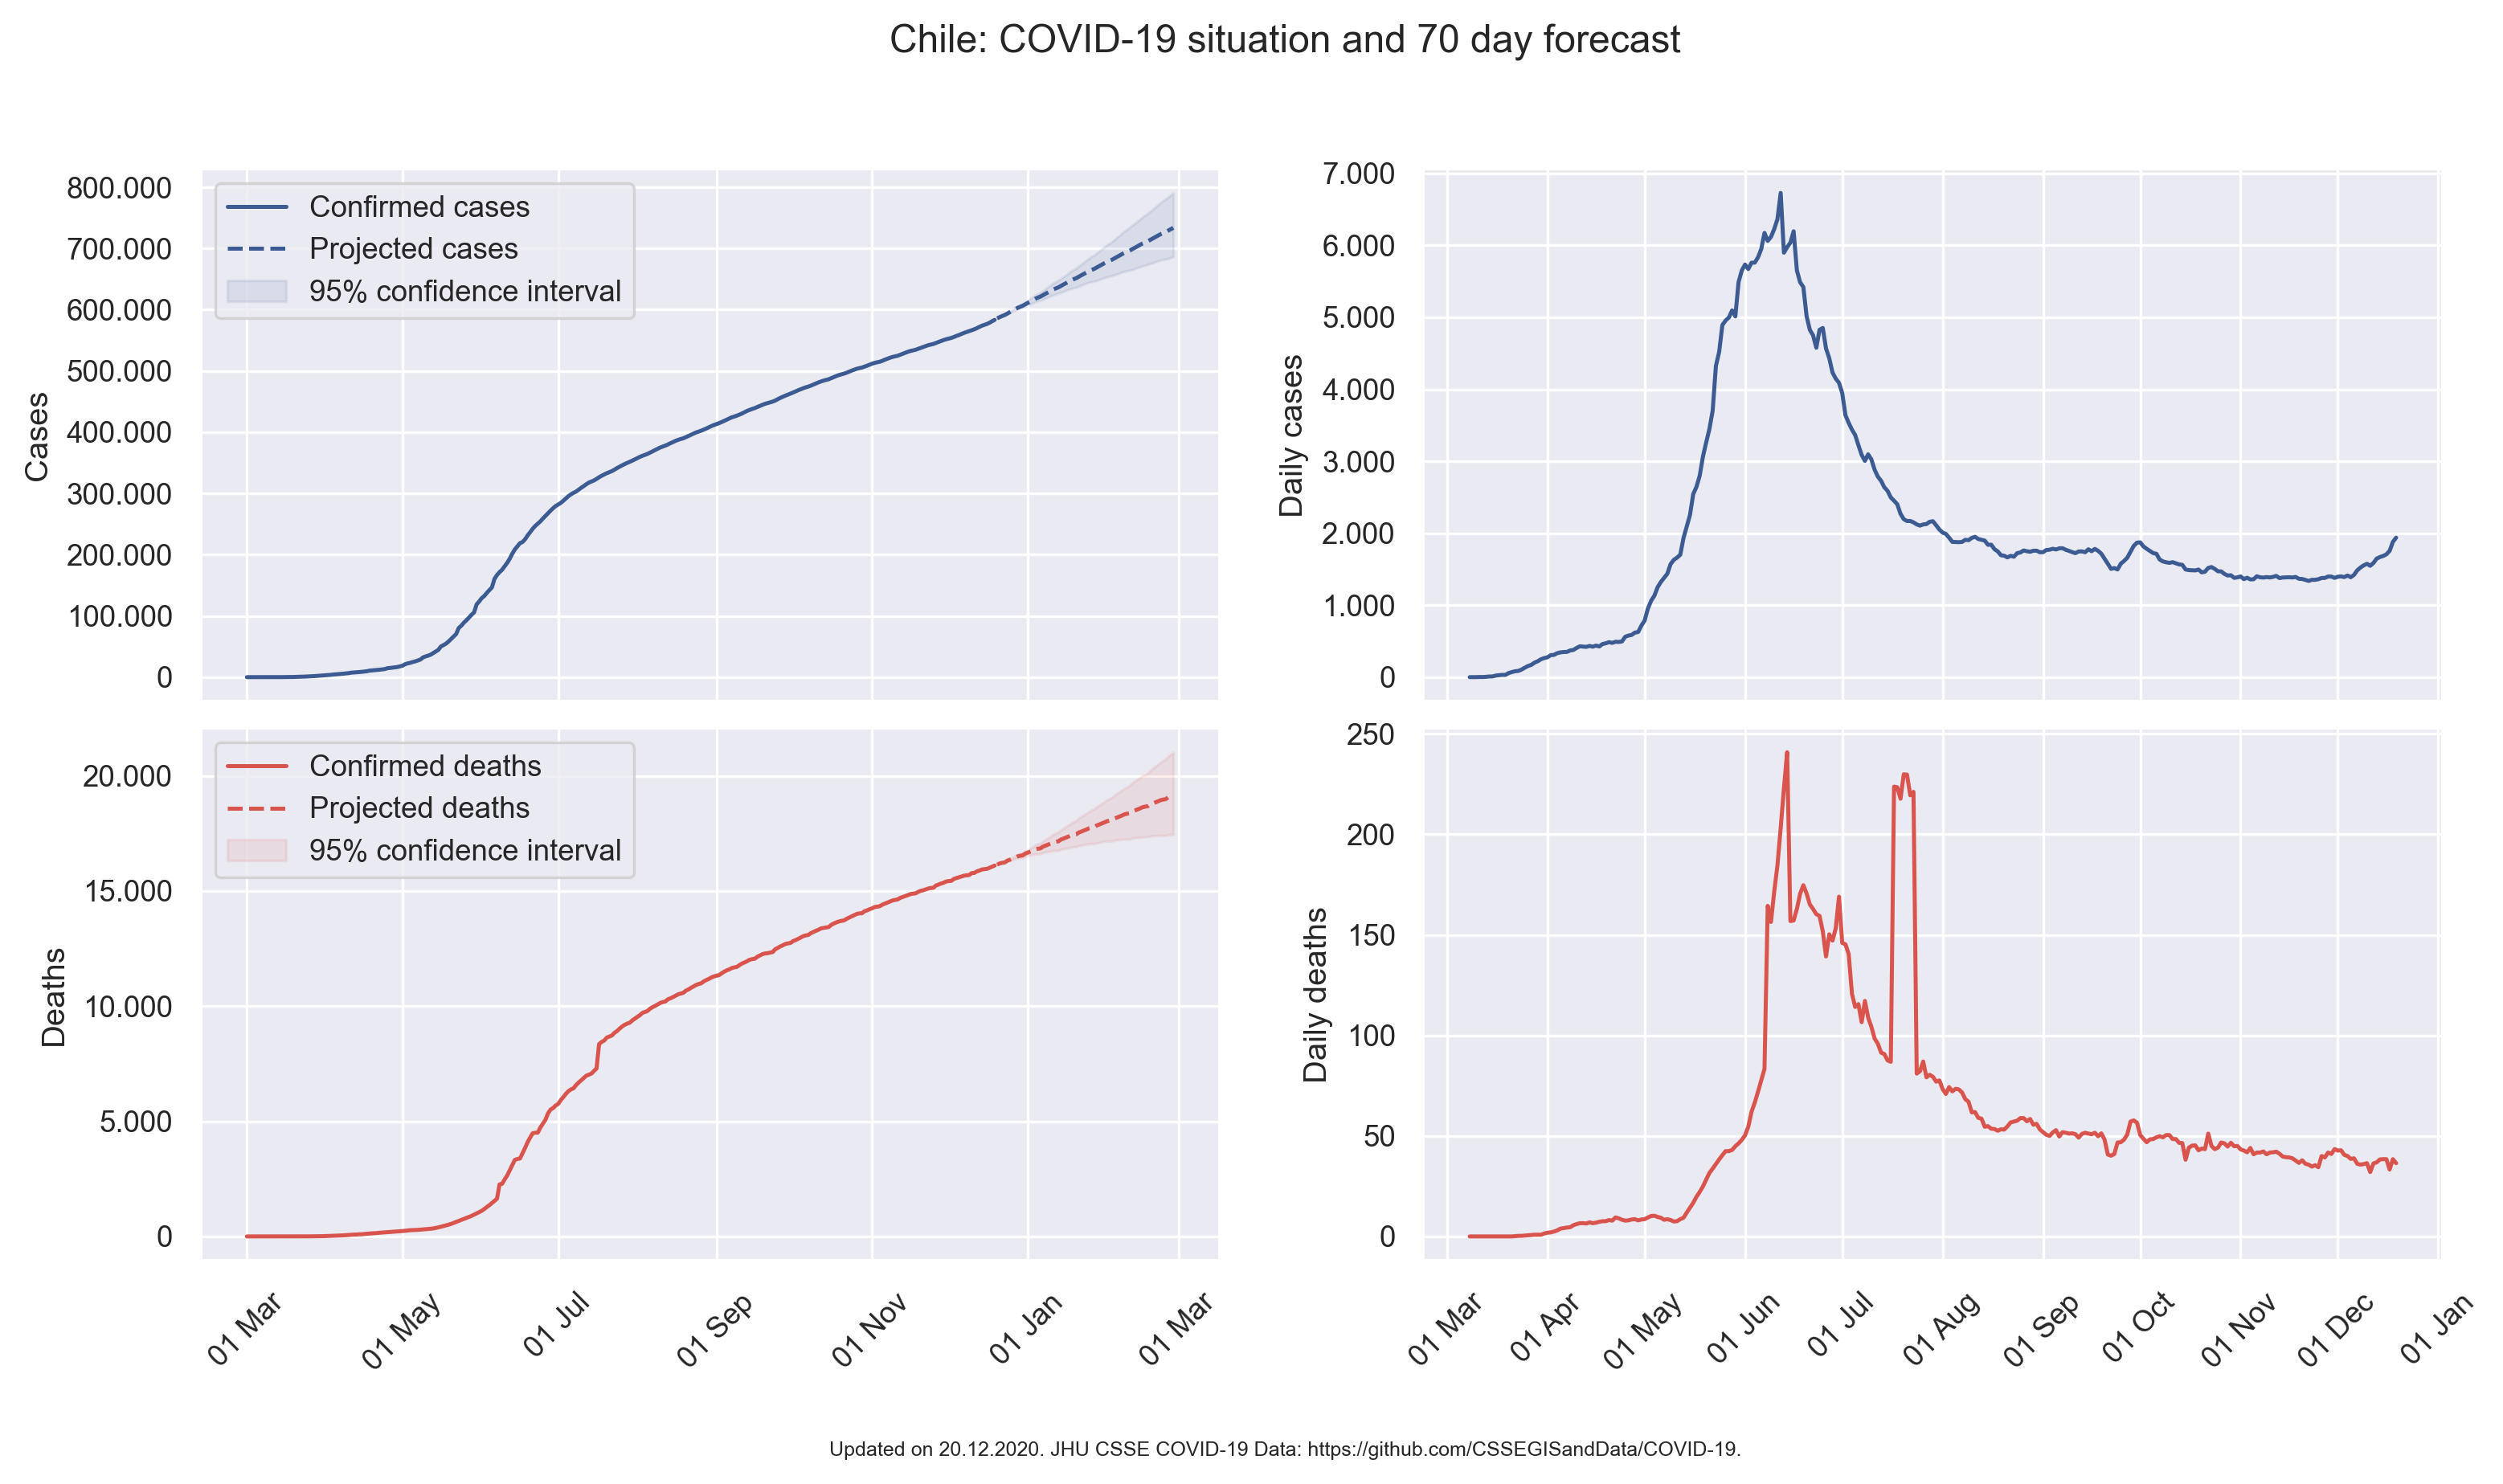 Chile: COVID-19 situation and 70 day forecast
800.000
700.000
600.000
500.000
400.000
300.000
200.000
100.000
0
Cases
Confirmed cases
Projected cases
95% confidence interval
7.000
6.000
5.000
4.000
3.000
2.000
1.000
0
Daily cases
20.000
15.000
10.000
5.000
0
Deaths
Confirmed deaths
Projected deaths
95% confidence interval
01 Mar
01 May
01 Jul
01 Sep
01 Nov
01 Jan
01 Mar
250
200
150
100
50
0
Daily deaths
01 Mar
01 Apr
01 May
01 Jun
01 Jul
01 Aug
01 Sep
01 Oct
01 Nov
01 Dec
01 Jan
Updated on 20.12.2020. JHU CSSE COVID-19 Data: https://github.com/CSSEGISandData/COVID-19.